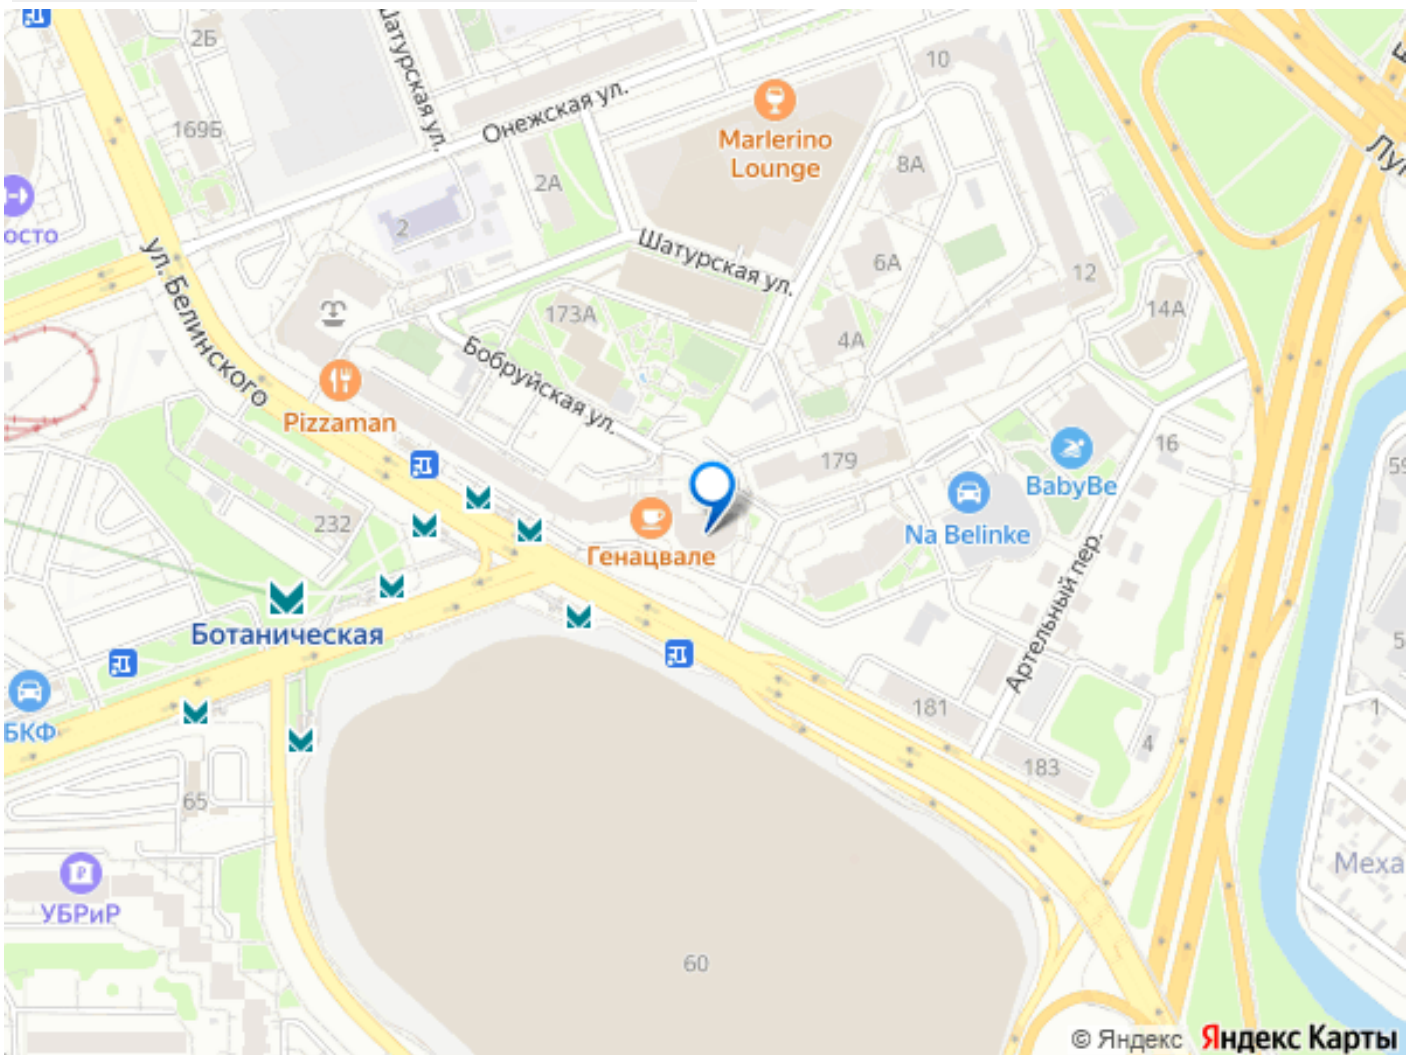 2Б
Шатурская ул.
10
169Б
Онежская ул.
Marlerino
Lounge
8А
2А
2
осто
ул. Белинского
Шатурская ул.
6А
12
173А
14А
4А
Бобруйская ул.
Pizzaman
179
16
BabyBe
232
Генацвале
Na Belinke
Ботаническая
Артельный пер.
БКФ
181
1
4
183
65
УБРиР
Меха
60
© Яндекс Яндекс Карты